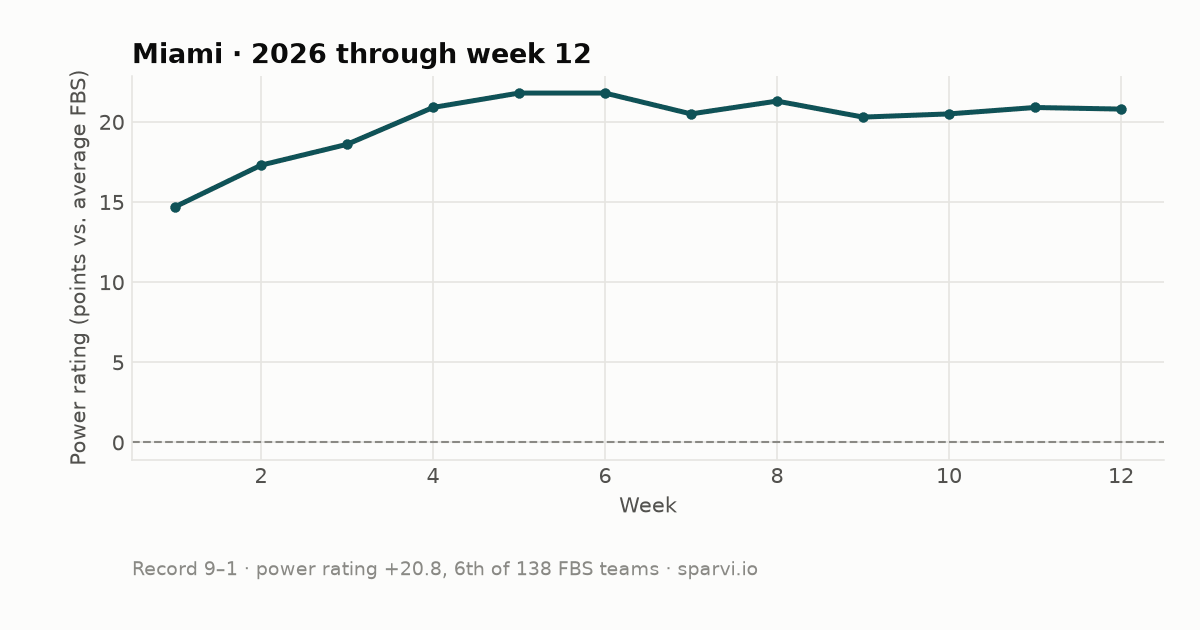 Miami · 2026 through week 12
Power rating (points vs. average FBS)
20
15
10
5
0
2 4 6 8 10 12
Week
Record 9–1 · power rating +20.8, 6th of 138 FBS teams · sparvi.io